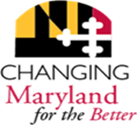 CHANGING
Maryland
for the Better